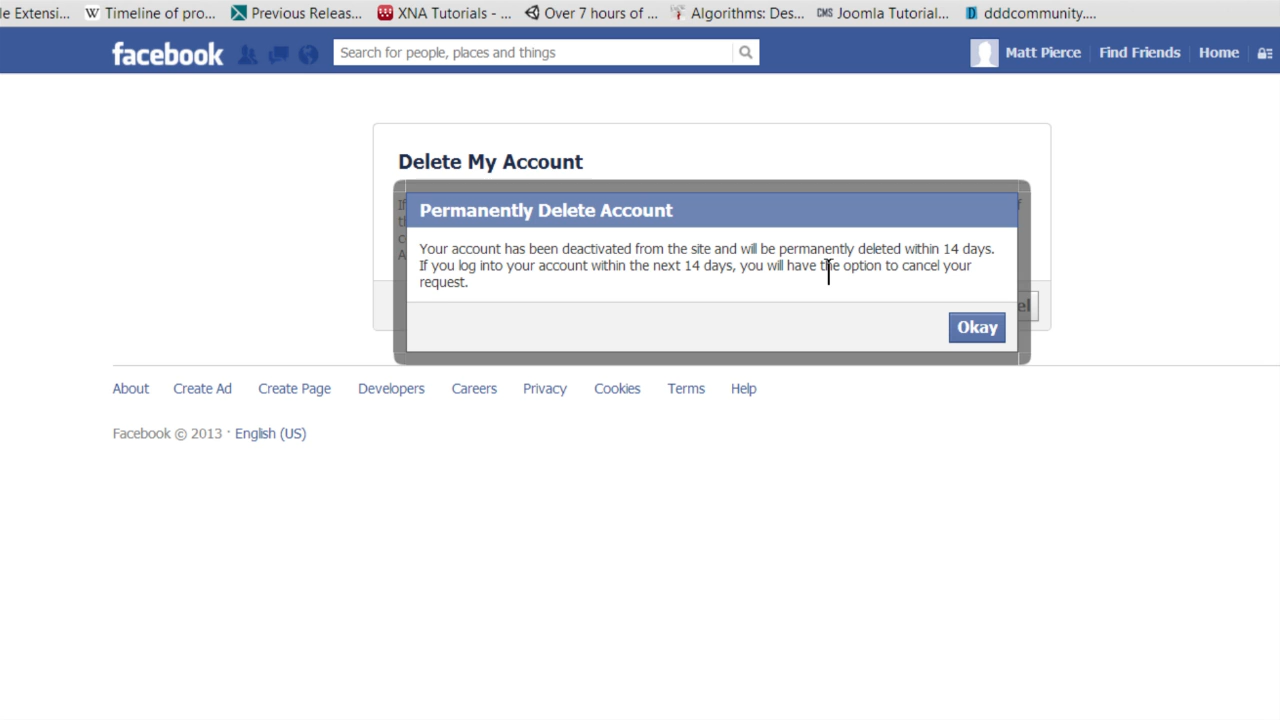 le Extensi... Timeline of pro... Previous Releas... XNA Tutorials - ... Over 7 hours of ... Algorithms: Des... CMS Joomla Tutorial... D dddcommunity....
facebook Search for people, places and things Matt Pierce Find Friends Home
Delete My Account
Permanently Delete Account
Your account has been deactivated from the site and will be permanently deleted within 14 days.
If you log into your account within the next 14 days, you will have the option to cancel your
request.
Okay
About Create Ad Create Page Developers Careers Privacy Cookies Terms Help
Facebook © 2013 · English (US)